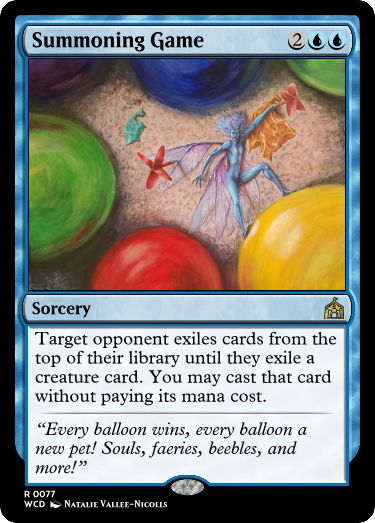 Summoning Game 2
Sorcery
Target opponent exiles cards from the
top of their library until they exile a
creature card. You may cast that card
without paying its mana cost.
“Every balloon wins, every balloon a
new pet! Souls, faeries, beebles, and
more!”
R 0077
WCD Natalie Vallee-Nicolls